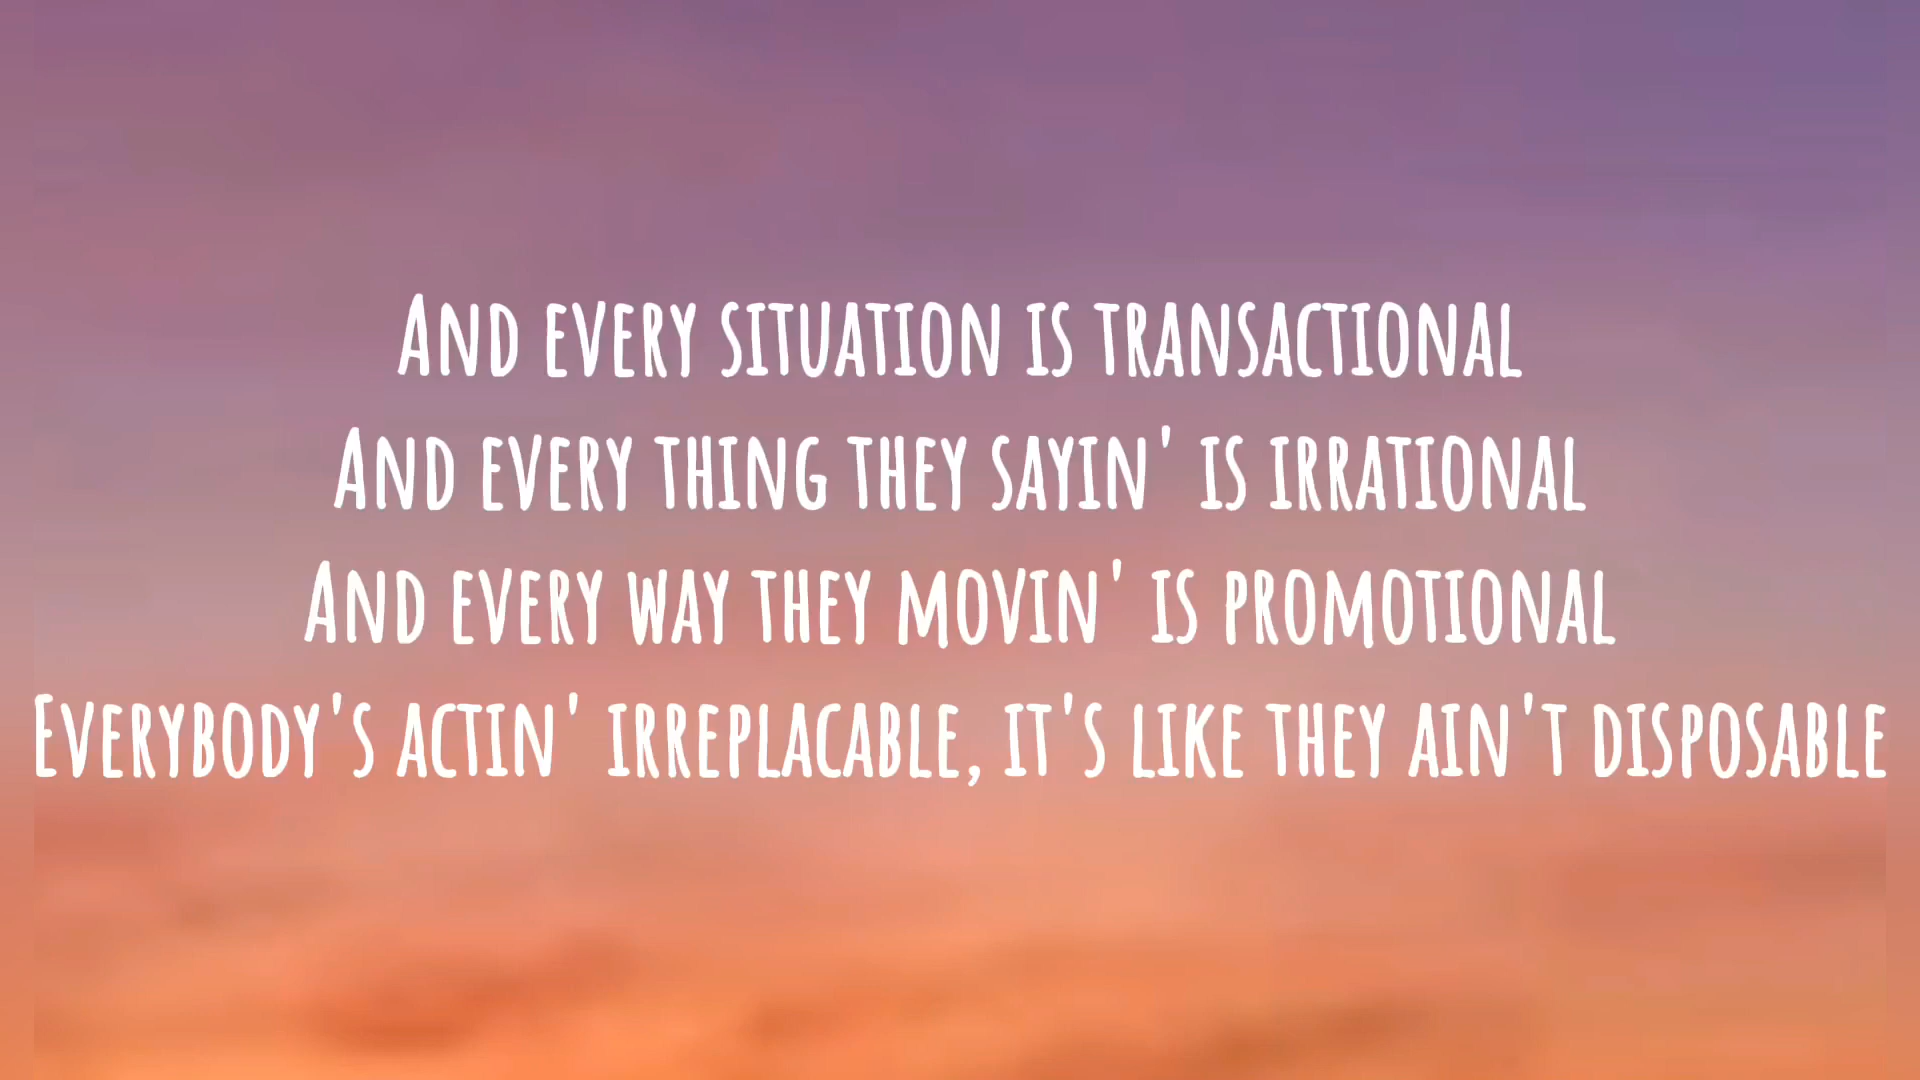 And every situation is transactional
And every thing they sayin' is irrational
And every way they movin' is promotional
Everybody's actin' irreplacable, it's like they ain't disposable